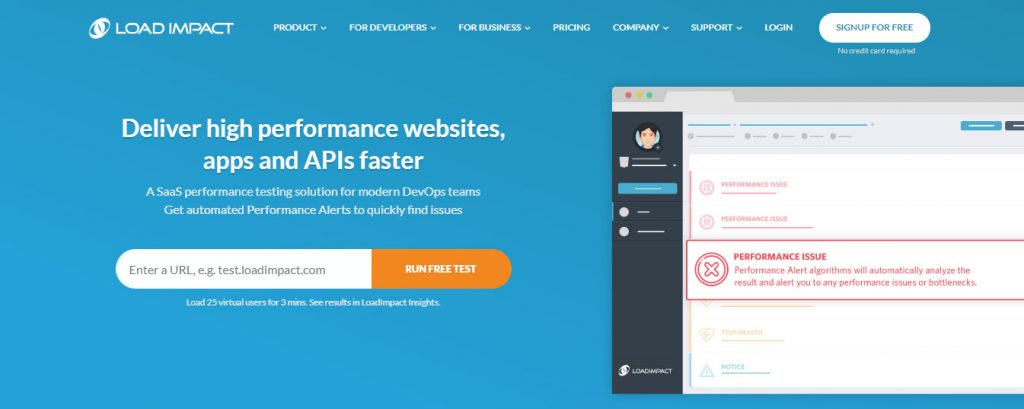 LOAD IMPACT
PRODUCT
FOR DEVELOPERS
FOR BUSINESS
PRICING
COMPANY
SUPPORT
LOGIN
SIGNUP FOR FREE
No credit card required
Deliver high performance websites,
apps and APIs faster
A SaaS performance testing solution for modern DevOps teams
Get automated Performance Alerts to quickly find issues
Enter a URL, e.g. test.loadimpact.com
RUN FREE TEST
Load 25 virtual users for 3 mins. See results in LoadImpact Insights.
PERFORMANCE ISSUE
PERFORMANCE ISSUE
PERFORMANCE ISSUE
Performance Alert algorithms will automatically analyze the
result and alert you to any performance issues or bottlenecks.
TEST HEALTH
NOTICE
LOADIMPACT